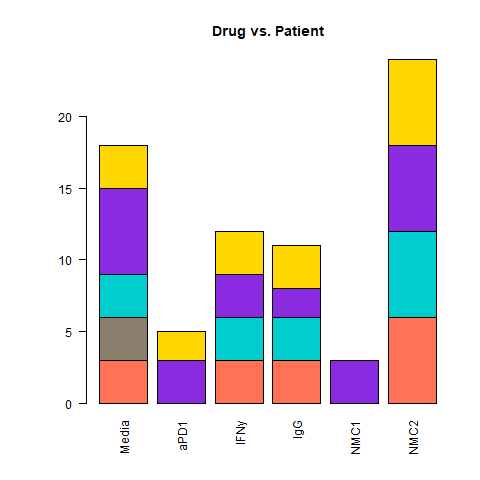 Drug vs. Patient
20
15
10
5
0
Media
aPD1
IFNy
IgG
NMC1
NMC2